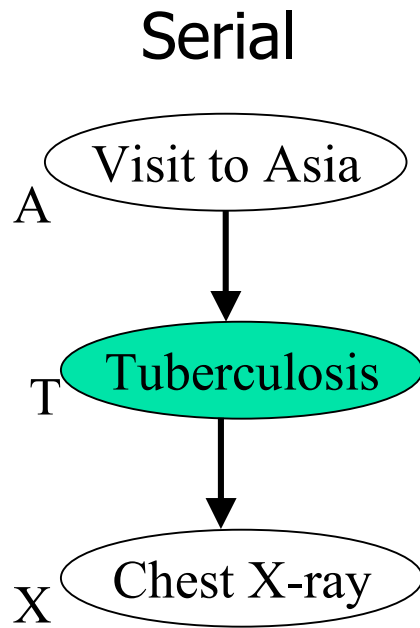 Serial
Visit to Asia
A
Tuberculosis
T
Chest X-ray
X